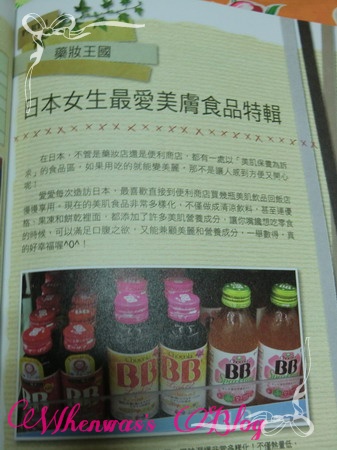 藥妝王國
日本女生最愛美膚食品特輯
在日本，不管是藥妝店還是便利商店，都有一處以「美肌保養為訴
求」的食品區，如果用吃的就能變美麗，那不是讓人感到方便又開心
呢！
愛愛每次造訪日本，最喜歡直接到便利商店買幾瓶美肌飲品回飯店
慢慢享用。現在的美肌食品非常多樣化，不僅做成清涼飲料，甚至連優
格、果凍和餅乾裡面，都添加了許多美肌營養成分，讓你嘴饞想吃零食
的時候，可以滿足口腹之欲，又能兼顧美麗和營養成分，一舉數得，真
的好幸福喔^0^！
BB
BB
BB
BB
Whenwas's Blog